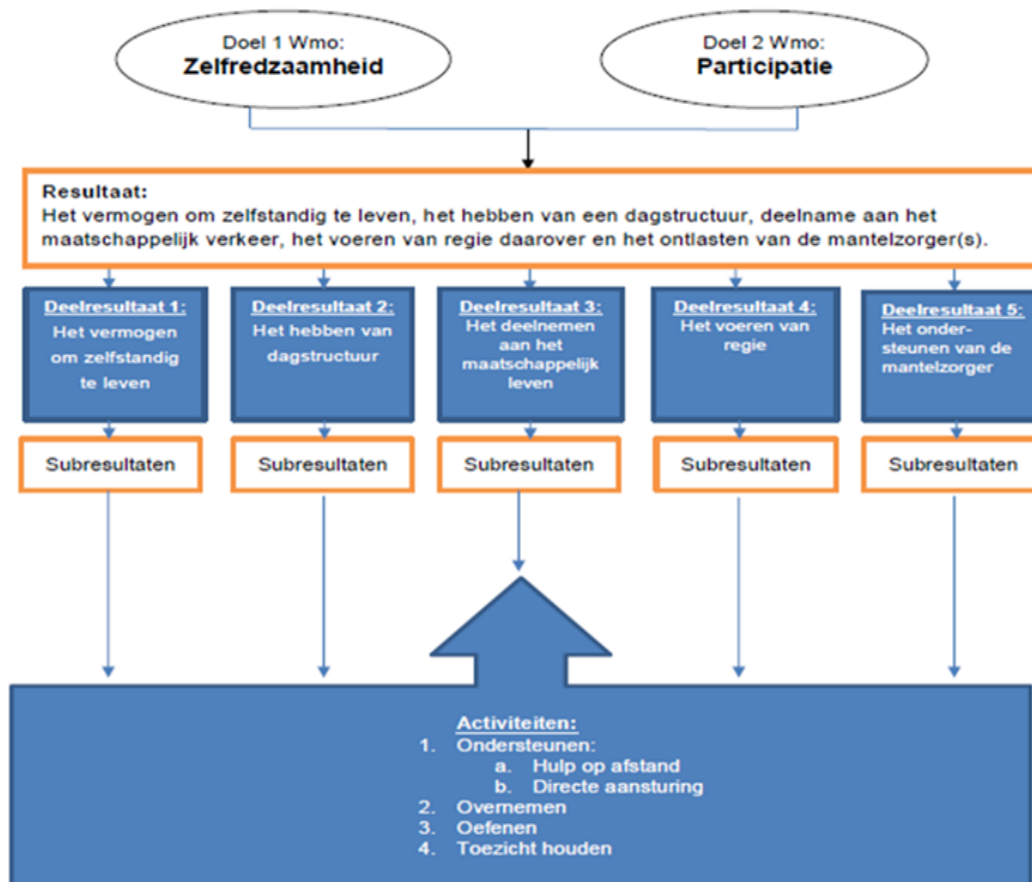 Doel 1 Wmo:
Zelfredzaamheid
Doel 2 Wmo:
Participatie
Resultaat:
Het vermogen om zelfstandig te leven, het hebben van een dagstructuur, deelname aan het
maatschappelijk verkeer, het voeren van regie daarover en het ontlasten van de mantelzorger(s).
Deelresultaat 1:
Het vermogen
om zelfstandig
te leven
Deelresultaat 2:
Het hebben van
dagstructuur
Deelresultaat 3:
Het deelnemen
aan het
maatschappelijk
leven
Deelresultaat 4:
Het voeren van
regie
Deelresultaat 5:
Het onder-
steunen van de
mantelzorger
Subresultaten
Subresultaten
Subresultaten
Subresultaten
Subresultaten
Activiteiten:
1. Ondersteunen:
a. Hulp op afstand
b. Directe aansturing
2. Overnemen
3. Oefenen
4. Toezicht houden